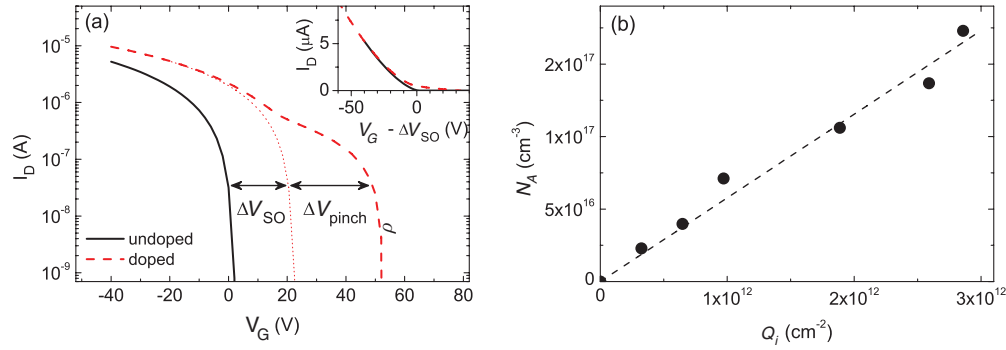 (a)
I_D (A)
10^-5
10^-6
10^-7
10^-8
10^-9
-40 -20 0 20 40 60 80
V_G (V)
ΔV_SO
ΔV_pinch
ρ
undoped
doped
I_D (μA)
5
0
-50 0
V_G - ΔV_SO (V)
(b)
N_A (cm^-3)
2x10^17
1x10^17
5x10^16
0
0 1x10^12 2x10^12 3x10^12
Q_i (cm^-2)